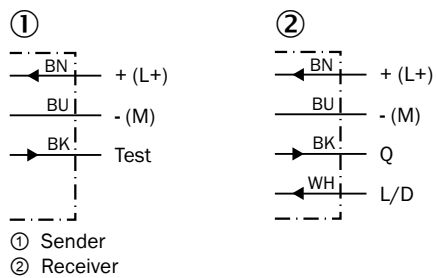 ① ②
BN + (L+) BN + (L+)
BU - (M) BU - (M)
BK Test BK Q
WH L/D
① Sender
② Receiver